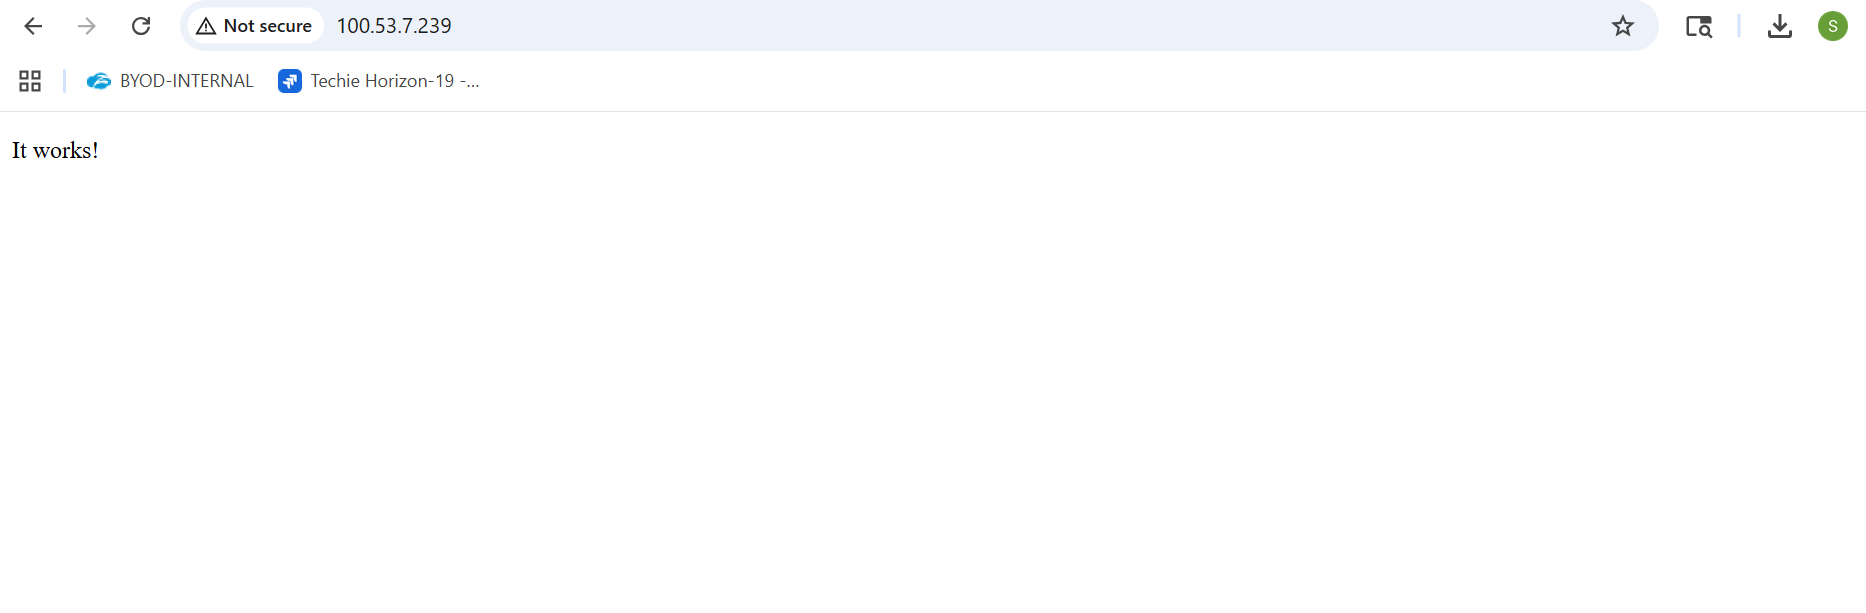 Not secure 100.53.7.239 S
BYOD-INTERNAL Techie Horizon-19 -...
It works!